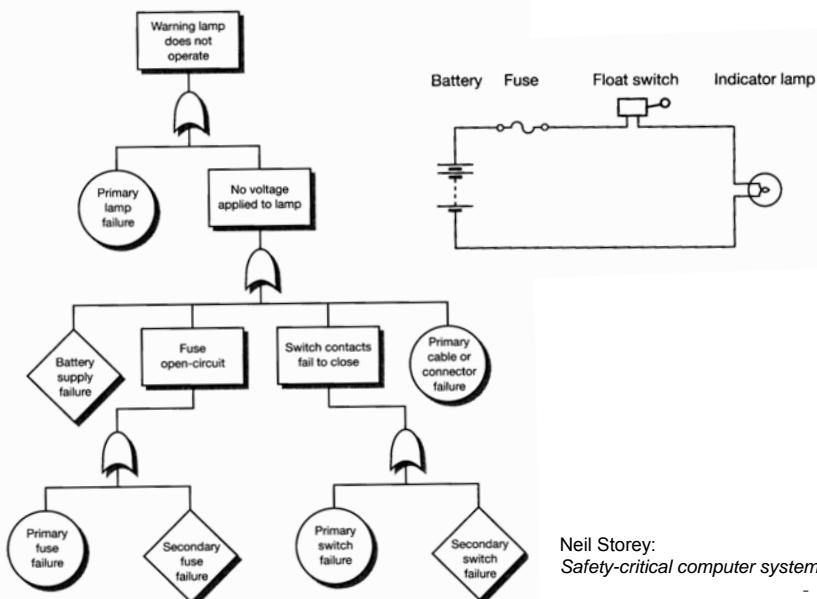 Warning lamp
does not
operate
Battery
Fuse
Float switch
Indicator lamp
Primary
lamp
failure
No voltage
applied to lamp
Battery
supply
failure
Fuse
open-circuit
Switch contacts
fail to close
Primary
cable or
connector
failure
Primary
fuse
failure
Secondary
fuse
failure
Primary
switch
failure
Secondary
switch
failure
Neil Storey:
Safety-critical computer system